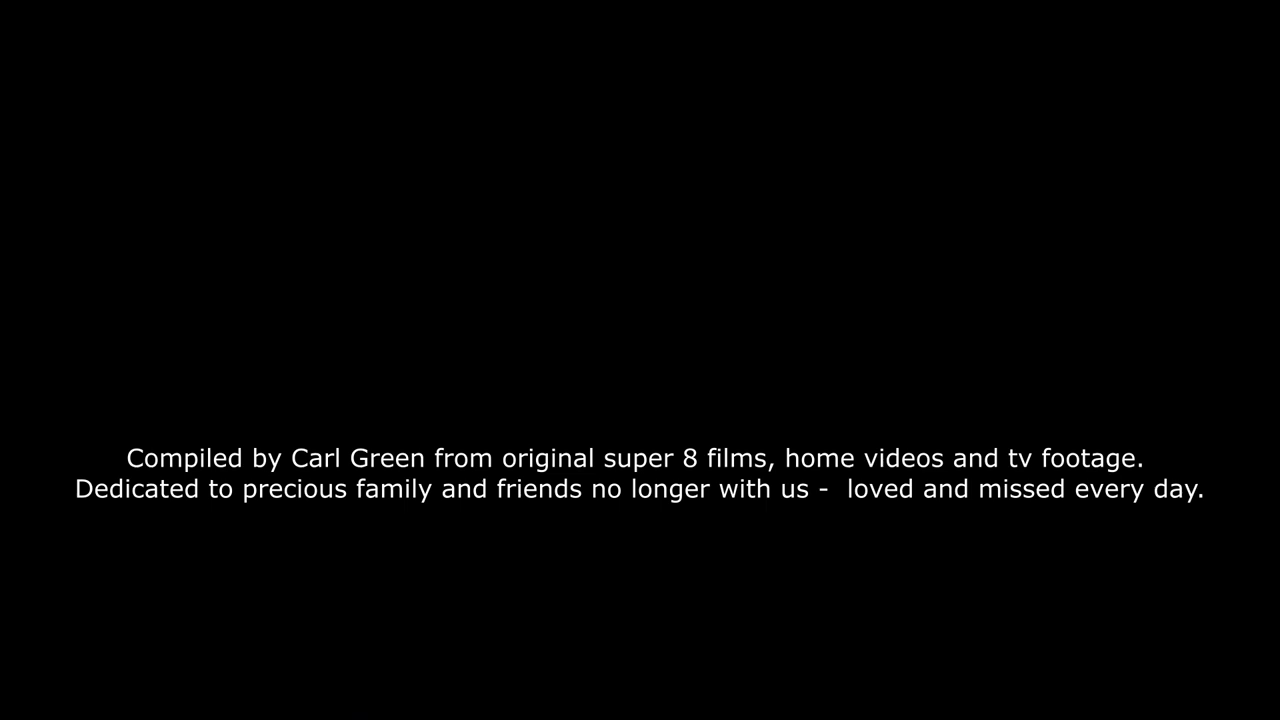 Compiled by Carl Green from original super 8 films, home videos and tv footage.
Dedicated to precious family and friends no longer with us -  loved and missed every day.